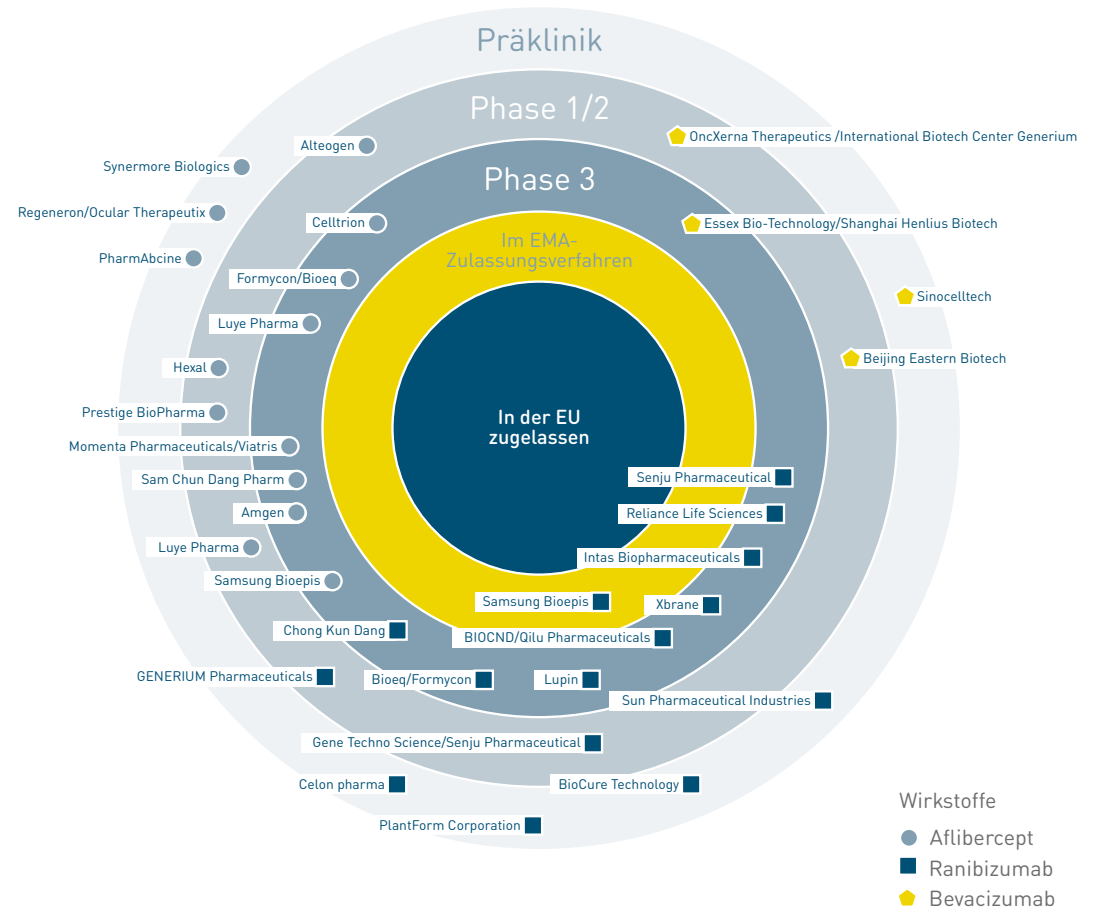 Präklinik
Phase 1/2
Phase 3
Im EMA-
Zulassungsverfahren
In der EU
zugelassen
Alteogen
Synermore Biologics
Regeneron/Ocular Therapeutix
Celltrion
PharmAbcine
Formycon/Bioeq
Luye Pharma
Hexal
Prestige BioPharma
Momenta Pharmaceuticals/Viatris
Sam Chun Dang Pharm
Amgen
Luye Pharma
Samsung Bioepis
OncXerna Therapeutics /International Biotech Center Generium
Essex Bio-Technology/Shanghai Henlius Biotech
Sinocelltech
Beijing Eastern Biotech
Senju Pharmaceutical
Reliance Life Sciences
Intas Biopharmaceuticals
Samsung Bioepis
Xbrane
Chong Kun Dang
BIOCND/Qilu Pharmaceuticals
GENERIUM Pharmaceuticals
Bioeq/Formycon
Lupin
Sun Pharmaceutical Industries
Gene Techno Science/Senju Pharmaceutical
Celon pharma
BioCure Technology
PlantForm Corporation
Wirkstoffe
Aflibercept
Ranibizumab
Bevacizumab